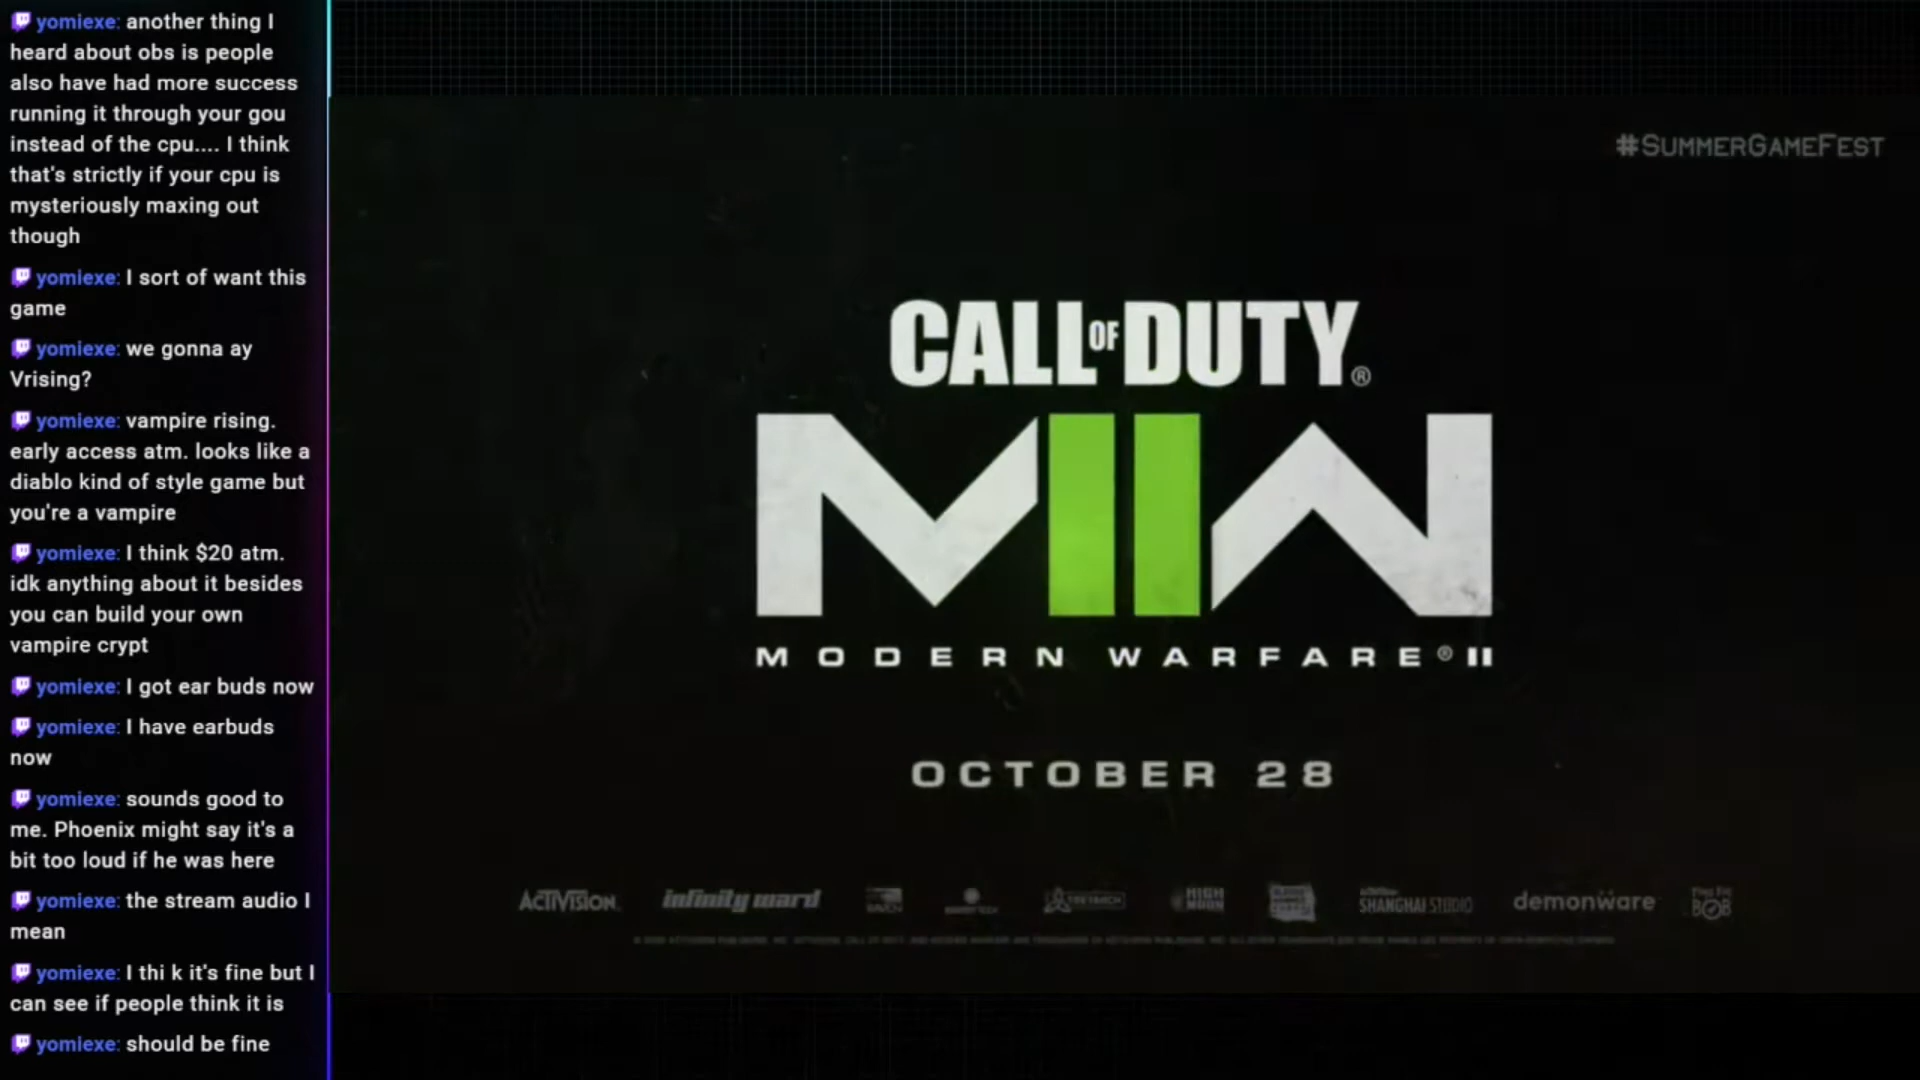 yomiexe: another thing I
heard about obs is people
also have had more success
running it through your gou
instead of the cpu.... I think
that's strictly if your cpu is
mysteriously maxing out
though
yomiexe: I sort of want this
game
yomiexe: we gonna ay
Vrising?
yomiexe: vampire rising.
early access atm. looks like a
diablo kind of style game but
you're a vampire
yomiexe: I think $20 atm.
idk anything about it besides
you can build your own
vampire crypt
yomiexe: I got ear buds now
yomiexe: I have earbuds
now
yomiexe: sounds good to
me. Phoenix might say it's a
bit too loud if he was here
yomiexe: the stream audio I
mean
yomiexe: I thi k it's fine but I
can see if people think it is
yomiexe: should be fine
#SUMMERGAMEFEST
CALL OF DUTY®
MIIW
MODERN WARFARE® II
OCTOBER 28
ACTIVISION. infinity ward RAVEN HIGH MOON SHANGHAI STUDIO demonware BOB